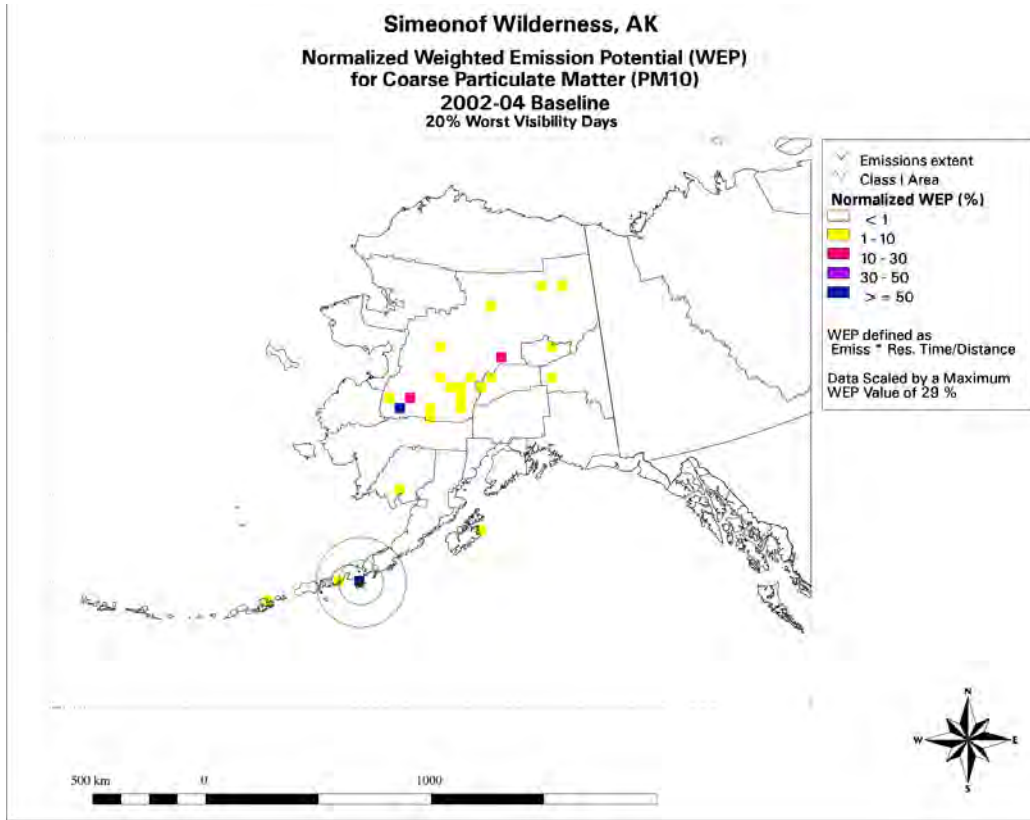 Simeonof Wilderness, AK
Normalized Weighted Emission Potential (WEP)
for Coarse Particulate Matter (PM10)
2002-04 Baseline
20% Worst Visibility Days
Emissions extent
Class I Area
Normalized WEP (%)
< 1
1 - 10
10 - 30
30 - 50
> = 50
WEP defined as
Emiss * Res. Time/Distance
Data Scaled by a Maximum
WEP Value of 29 %
N
W E
S
500 km 0 1000